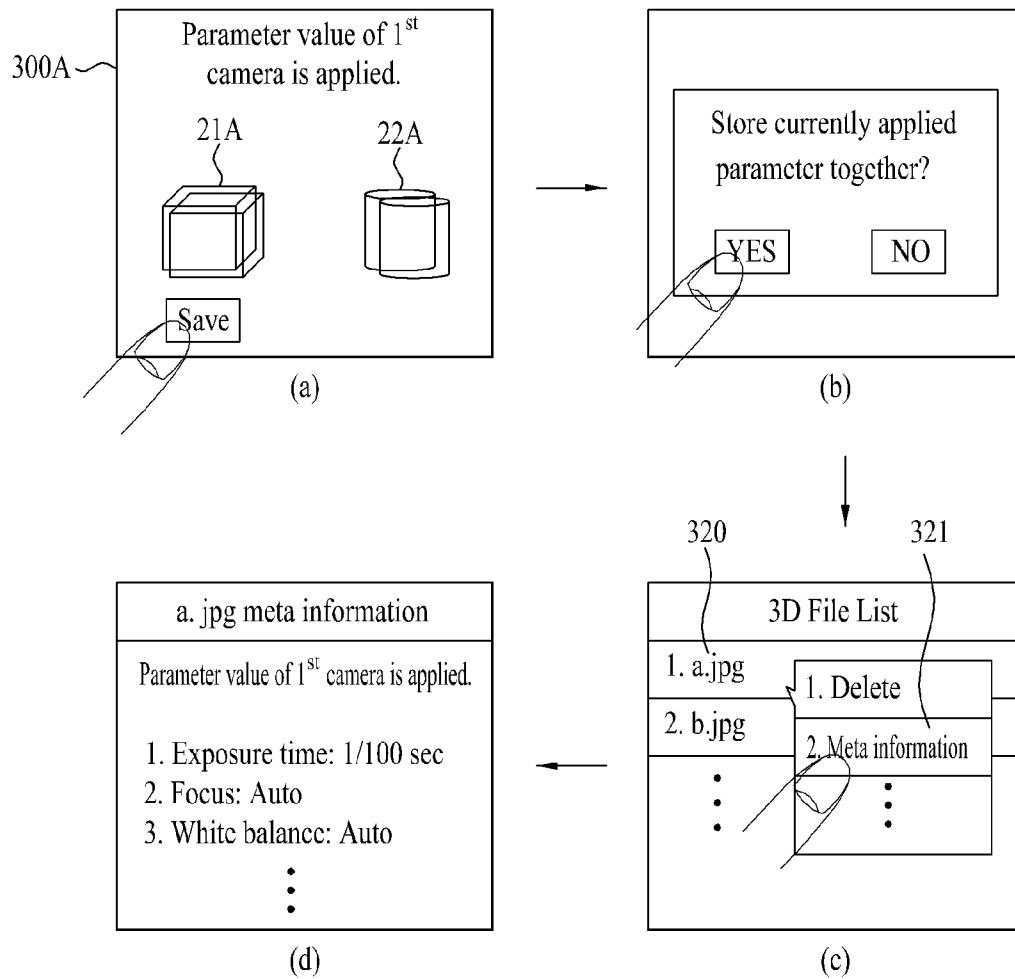 Parameter value of 1st
camera is applied.
300A
21A
22A
Save
(a)
Store currently applied
parameter together?
YES
NO
(b)
320
321
3D File List
1. a.jpg
1. Delete
2. b.jpg
2. Meta information
(c)
a. jpg meta information
Parameter value of 1st camera is applied.
1. Exposure time: 1/100 sec
2. Focus: Auto
3. White balance: Auto
(d)